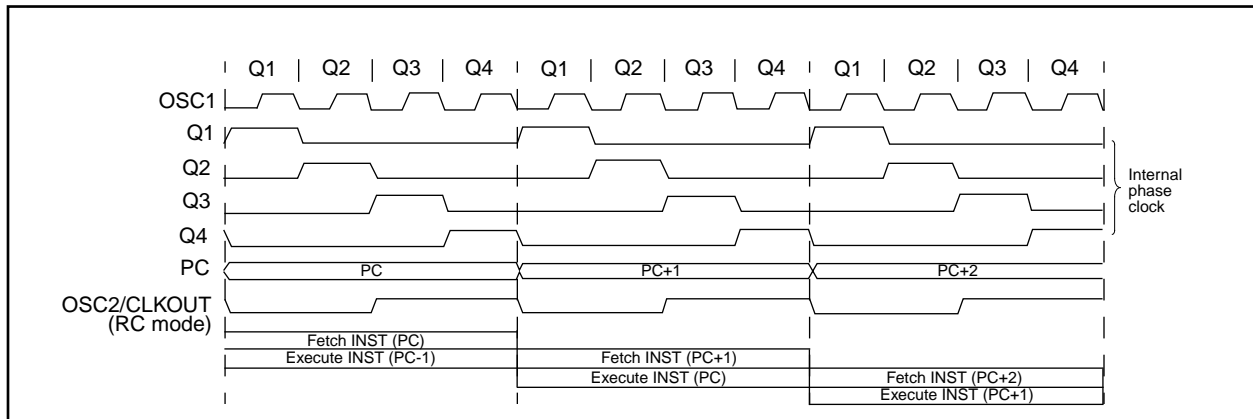 Q1 Q2 Q3 Q4 Q1 Q2 Q3 Q4 Q1 Q2 Q3 Q4
OSC1
Q1
Q2
Q3
Q4
Internal
phase
clock
PC PC PC+1 PC+2
OSC2/CLKOUT
(RC mode)
Fetch INST (PC)
Execute INST (PC-1) Fetch INST (PC+1)
Execute INST (PC) Fetch INST (PC+2)
Execute INST (PC+1)